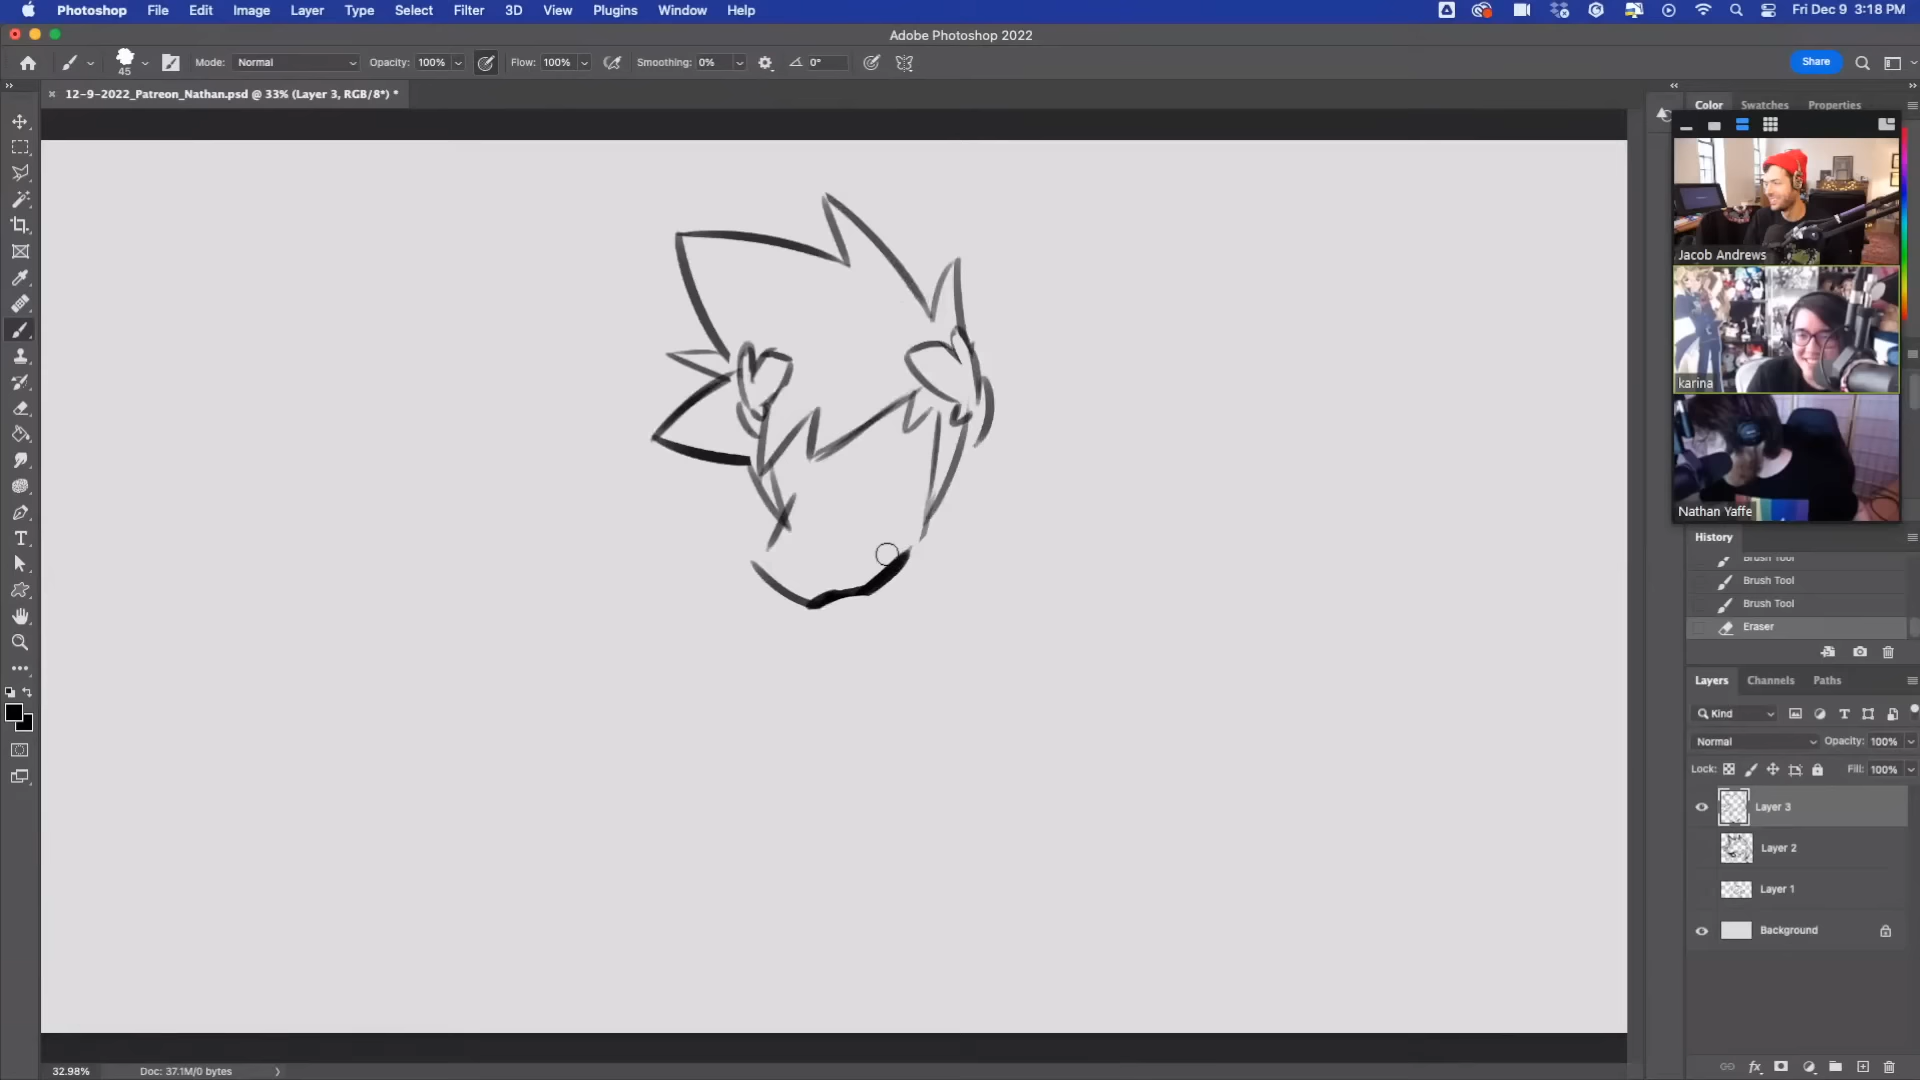 Photoshop File Edit Image Layer Type Select Filter 3D View Plugins Window Help Fri Dec 9 3:18 PM
Adobe Photoshop 2022
45 Mode: Normal Opacity: 100% Flow: 100% Smoothing: 0% 0° Share
12-9-2022_Patreon_Nathan.psd @ 33% (Layer 3, RGB/8*) *
Color Swatches Properties
Jacob Andrews
karina
Nathan Yaffe
History
Brush Tool
Brush Tool
Brush Tool
Eraser
Layers Channels Paths
Kind
Normal Opacity: 100%
Lock: Fill: 100%
Layer 3
Layer 2
Layer 1
Background
32.98% Doc: 37.1M/0 bytes